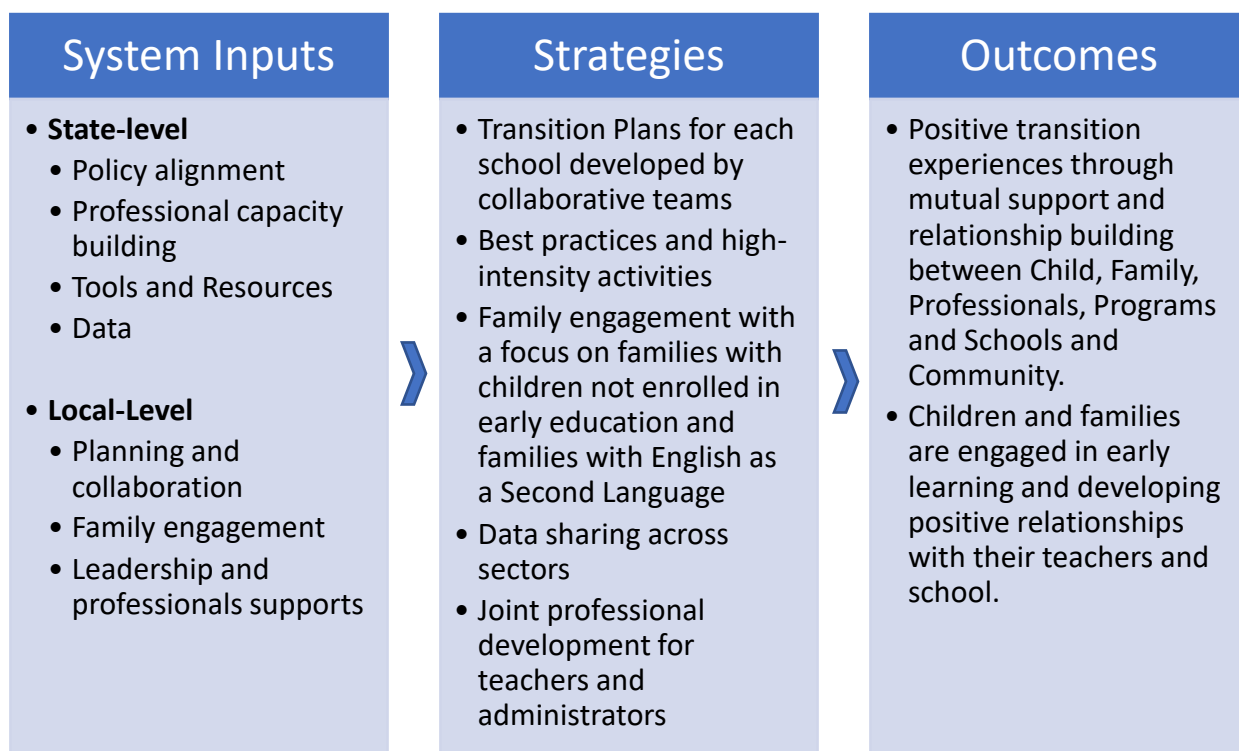 System Inputs
• State-level
• Policy alignment
• Professional capacity
building
• Tools and Resources
• Data
• Local-Level
• Planning and
collaboration
• Family engagement
• Leadership and
professionals supports
Strategies
• Transition Plans for each
school developed by
collaborative teams
• Best practices and high-
intensity activities
• Family engagement with
a focus on families with
children not enrolled in
early education and
families with English as
a Second Language
• Data sharing across
sectors
• Joint professional
development for
teachers and
administrators
Outcomes
• Positive transition
experiences through
mutual support and
relationship building
between Child, Family,
Professionals, Programs
and Schools and
Community.
• Children and families
are engaged in early
learning and developing
positive relationships
with their teachers and
school.